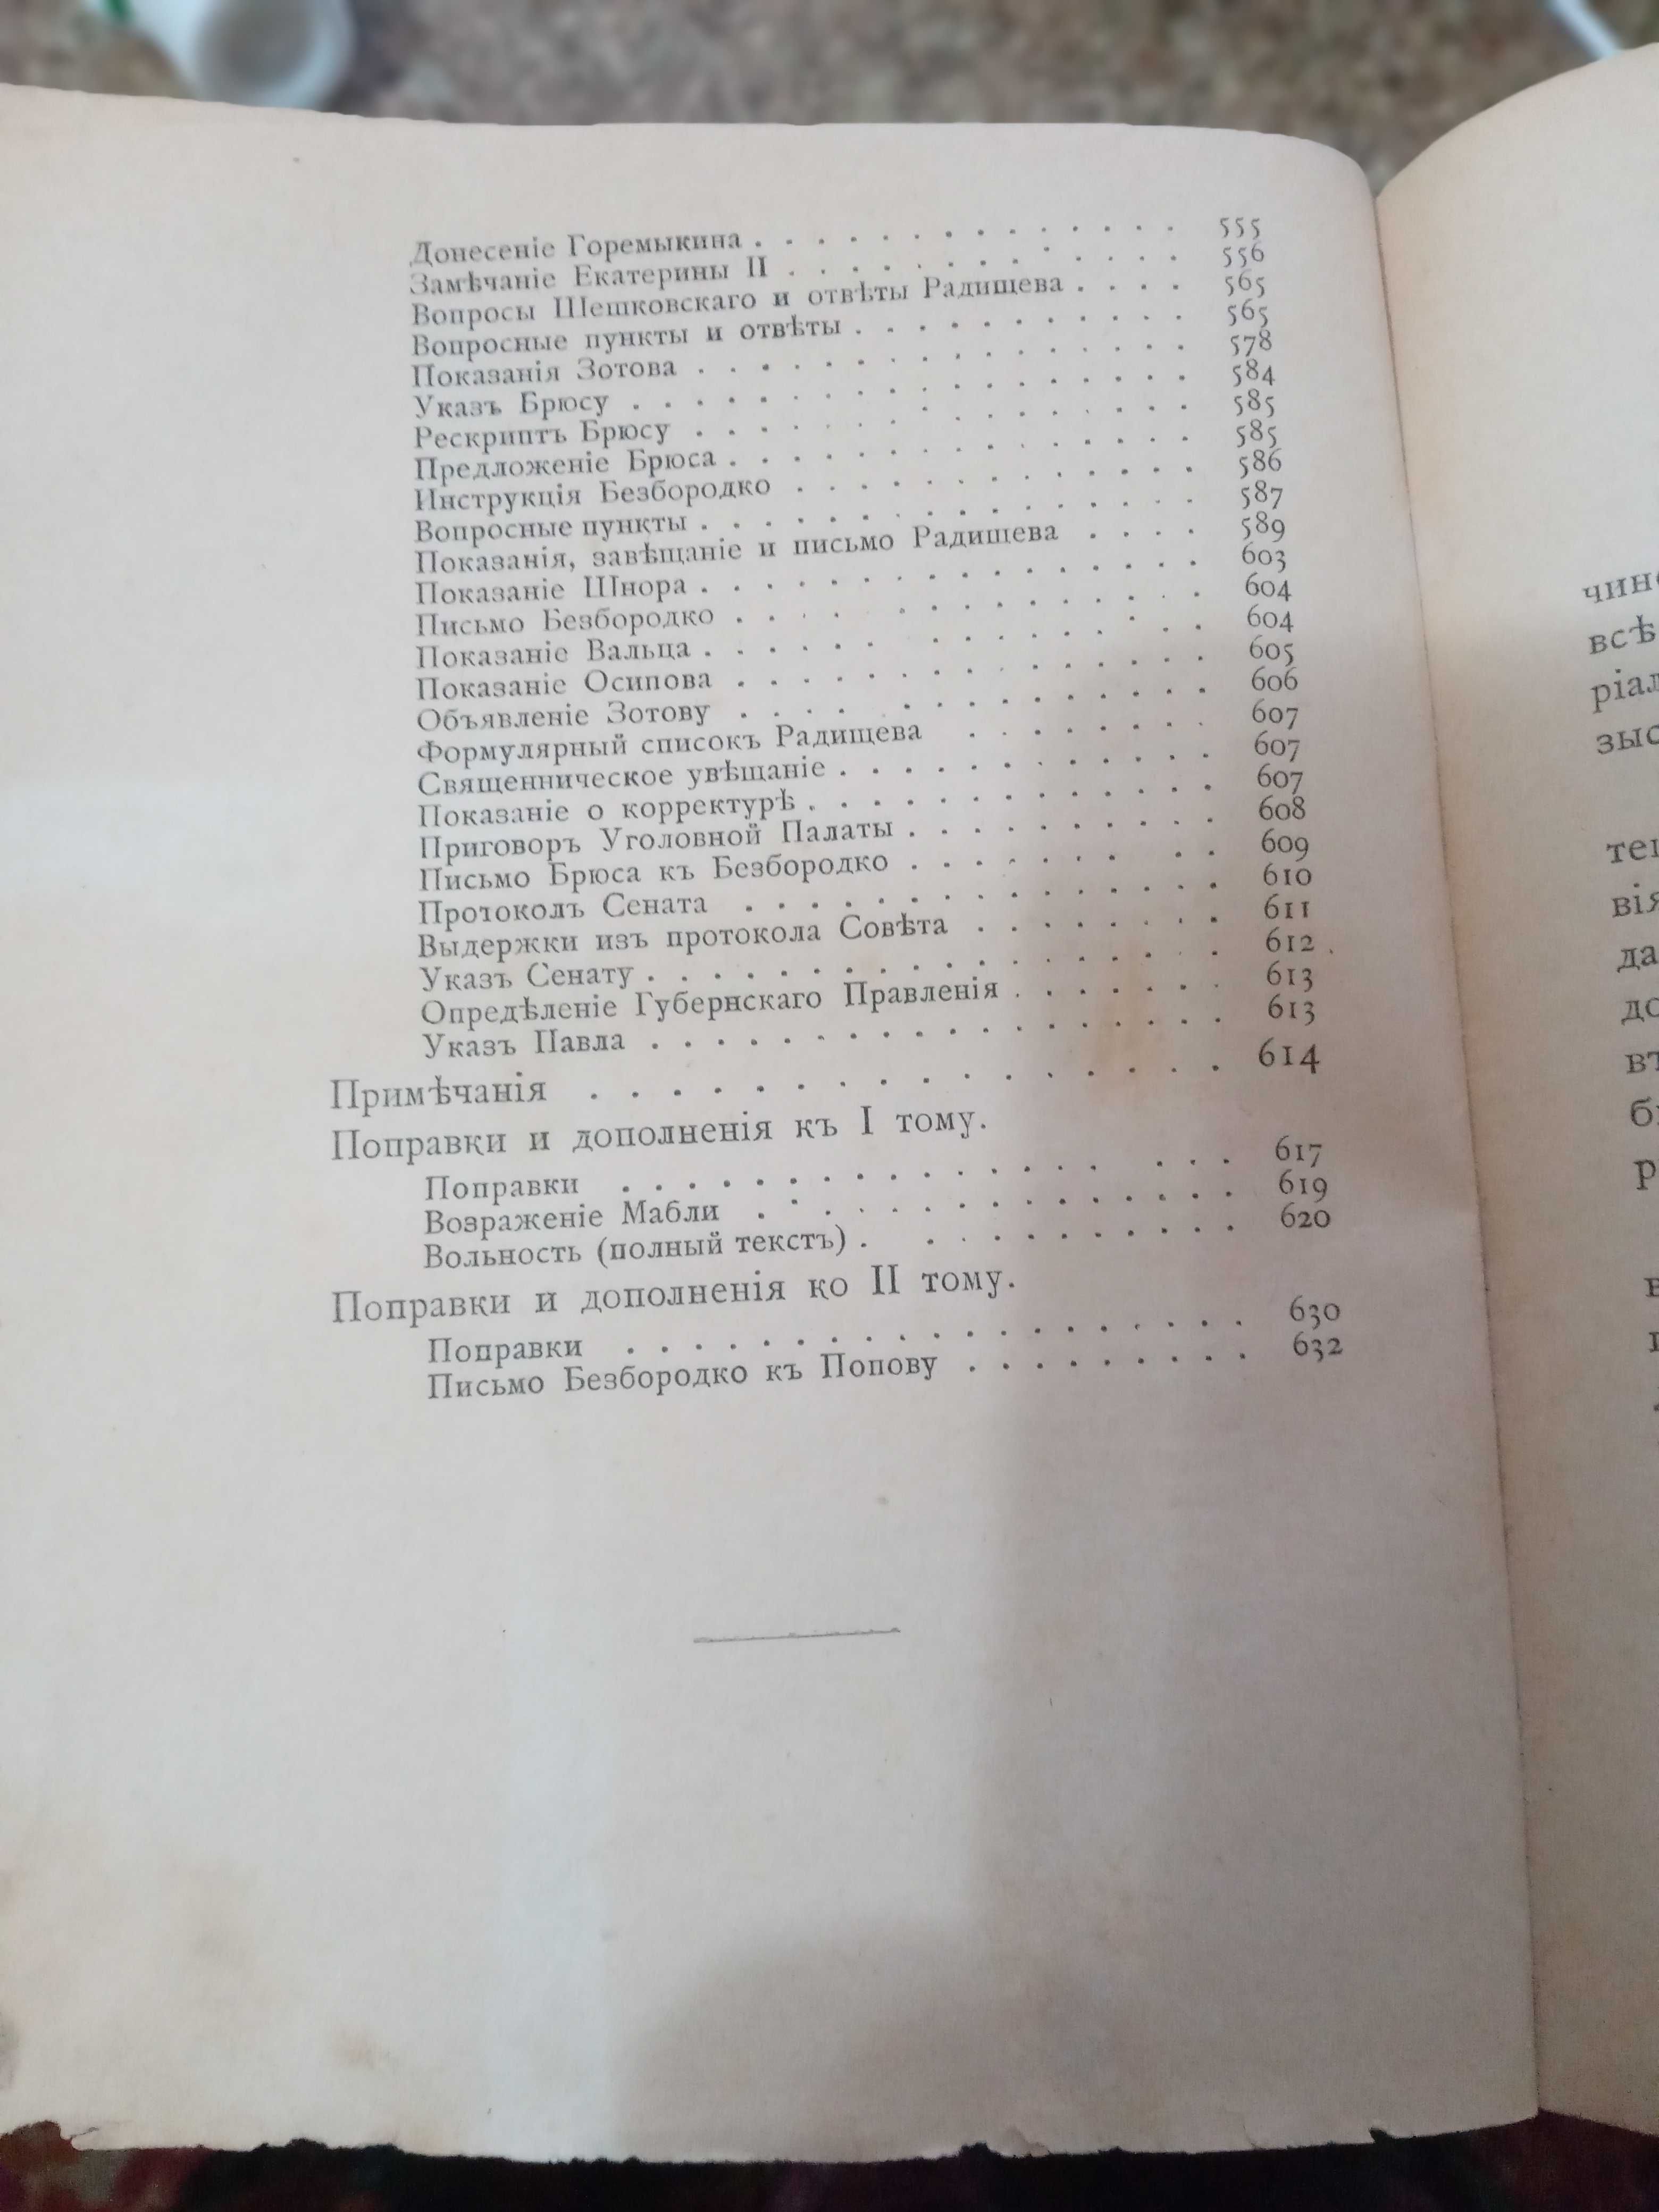 Донесеніе Горемыкина . . . . . . . . . . . . . . 555
Замѣчаніе Екатерины II . . . . . . . . . . . . . 556
Вопросы Шешковскаго и отвѣты Радищева . . . . 565
Вопросные пункты и отвѣты . . . . . . . . . . . 565
Показанія Зотова . . . . . . . . . . . . . . . . 578
Указъ Брюсу . . . . . . . . . . . . . . . . . . 584
Рескриптъ Брюсу . . . . . . . . . . . . . . . . 585
Предложеніе Брюса . . . . . . . . . . . . . . . 585
Инструкція Безбородко . . . . . . . . . . . . . 586
Вопросные пункты . . . . . . . . . . . . . . . . 587
Показанія, завѣщаніе и письмо Радищева . . . . 589
Показаніе Шнора . . . . . . . . . . . . . . . . 603
Письмо Безбородко . . . . . . . . . . . . . . . 604
Показаніе Вальца . . . . . . . . . . . . . . . . 604
Показаніе Осипова . . . . . . . . . . . . . . . 605
Объявленіе Зотову . . . . . . . . . . . . . . . 606
Формулярный списокъ Радищева . . . . . . . . 607
Священническое увѣщаніе . . . . . . . . . . . . 607
Показаніе о корректурѣ . . . . . . . . . . . . . 607
Приговоръ Уголовной Палаты . . . . . . . . . . 608
Письмо Брюса къ Безбородко . . . . . . . . . . 609
Протоколъ Сената . . . . . . . . . . . . . . . 610
Выдержки изъ протокола Совѣта . . . . . . . . 611
Указъ Сенату . . . . . . . . . . . . . . . . . . 612
Опредѣленіе Губернскаго Правленія . . . . . . . 613
Указъ Павла . . . . . . . . . . . . . . . . . . 613
Примѣчанія . . . . . . . . . . . . . . . . . 614
Поправки и дополненія къ I тому.
Поправки . . . . . . . . . . . . . . . . . . 617
Возраженіе Мабли . . . . . . . . . . . . . . . 619
Вольность (полный текстъ) . . . . . . . . . . . 620
Поправки и дополненія ко II тому.
Поправки . . . . . . . . . . . . . . . . . . . 630
Письмо Безбородко къ Попову . . . . . . . . . 632